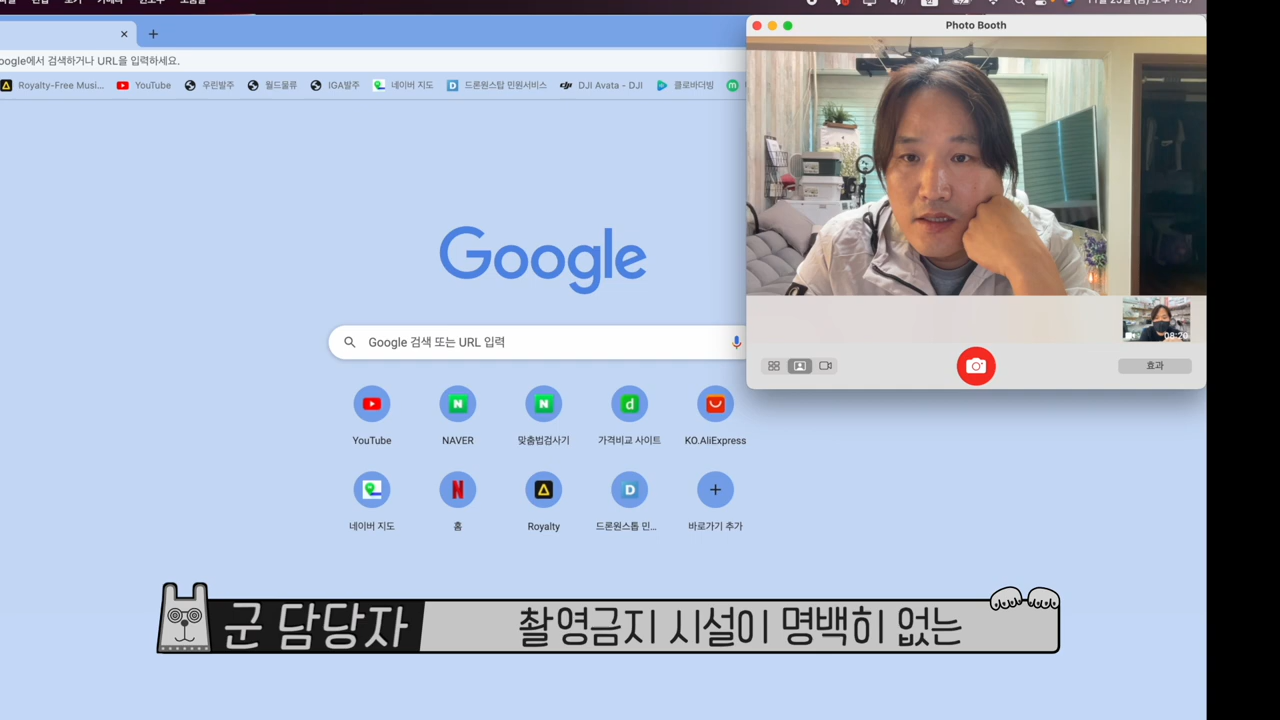 Photo Booth
Google에서 검색하거나 URL을 입력하세요.
Royalty-Free Musi... YouTube 우린발주 월드물류 IGA발주 네이버 지도 드론원스탑 민원서비스 DJI Avata - DJI 클로바더빙
Google
Google 검색 또는 URL 입력
08:20
효과
YouTube NAVER 맞춤법검사기 가격비교 사이트 KO.AliExpress
네이버 지도 홈 Royalty 드론원스톱 민... 바로가기 추가
군 담당자 촬영금지 시설이 명백히 없는